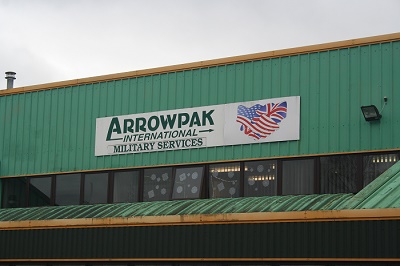 ARROWPAK
INTERNATIONAL
MILITARY SERVICES